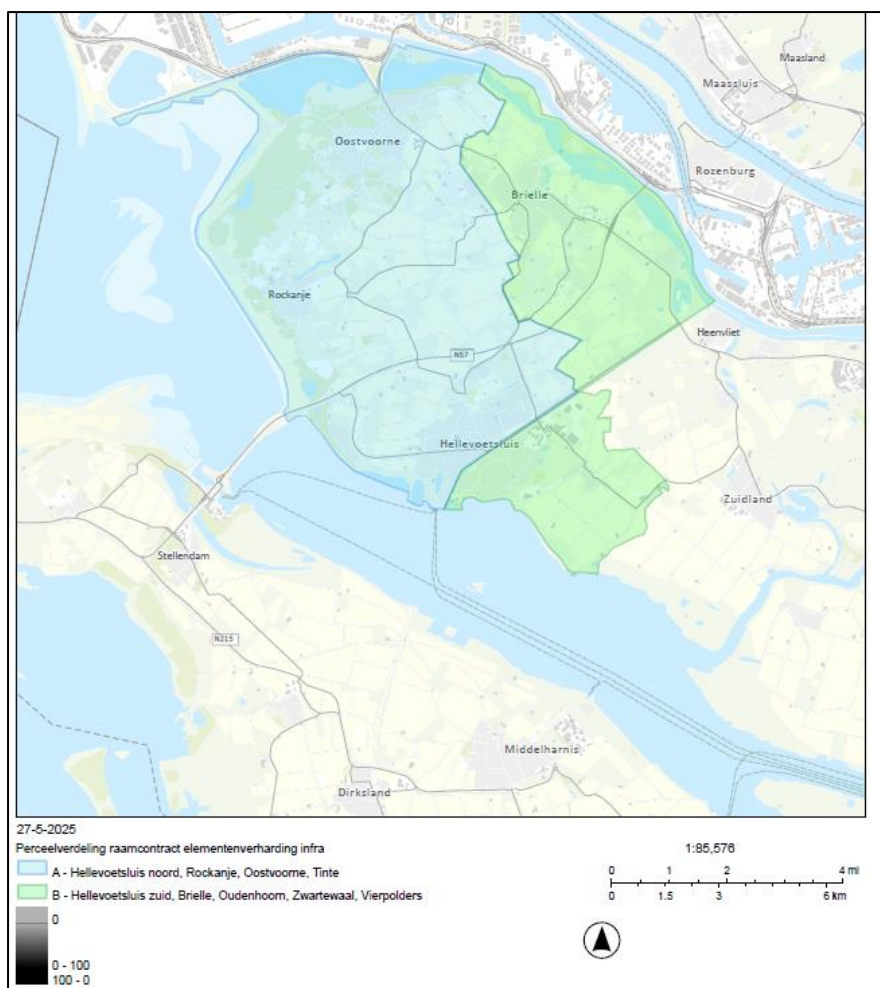 Maasland
Maassluis
Oostvoorne
Rozenburg
Brielle
Rockanje
Heenvliet
N57
Hellevoetsluis
Zuidland
Stellendam
N215
Middelharnis
Dirksland
27-5-2025
Perceelverdeling raamcontract elementenverharding infra
A - Hellevoetsluis noord, Rockanje, Oostvoorne, Tinte
B - Hellevoetsluis zuid, Brielle, Oudenhoorn, Zwartewaal, Vierpolders
0
0 - 100
100 - 0
1:85,576
0 1 2 4 mi
0 1.5 3 6 km